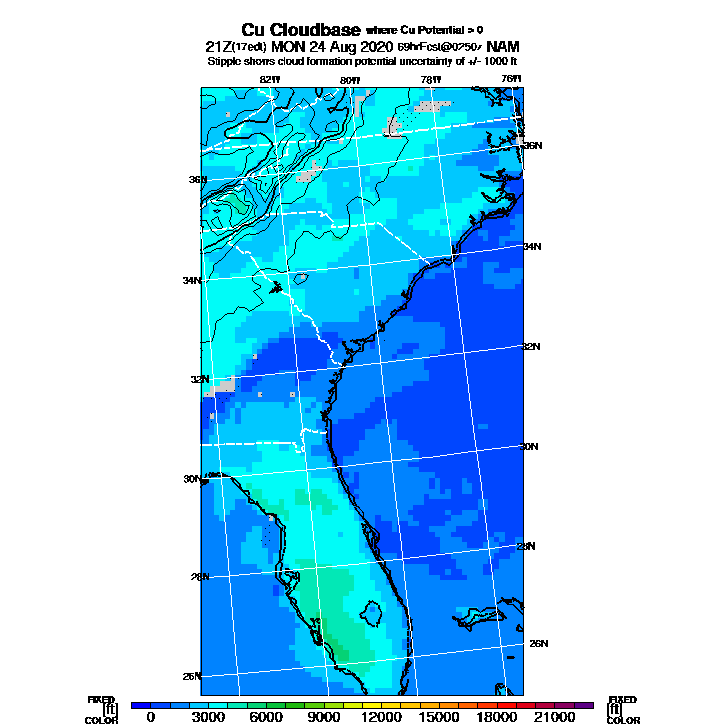 Cu Cloudbase where Cu Potential > 0
21Z(17edt) MON 24 Aug 2020 69hrFcst@0250z NAM
Stipple shows cloud formation potential uncertainty of +/- 1000 ft
82W 80W 78W 76W
36N
36N
34N
34N
32N
32N
30N
30N
28N
28N
26N
26N
FIXED FIXED
[ft] [ft]
COLOR COLOR
0 3000 6000 9000 12000 15000 18000 21000